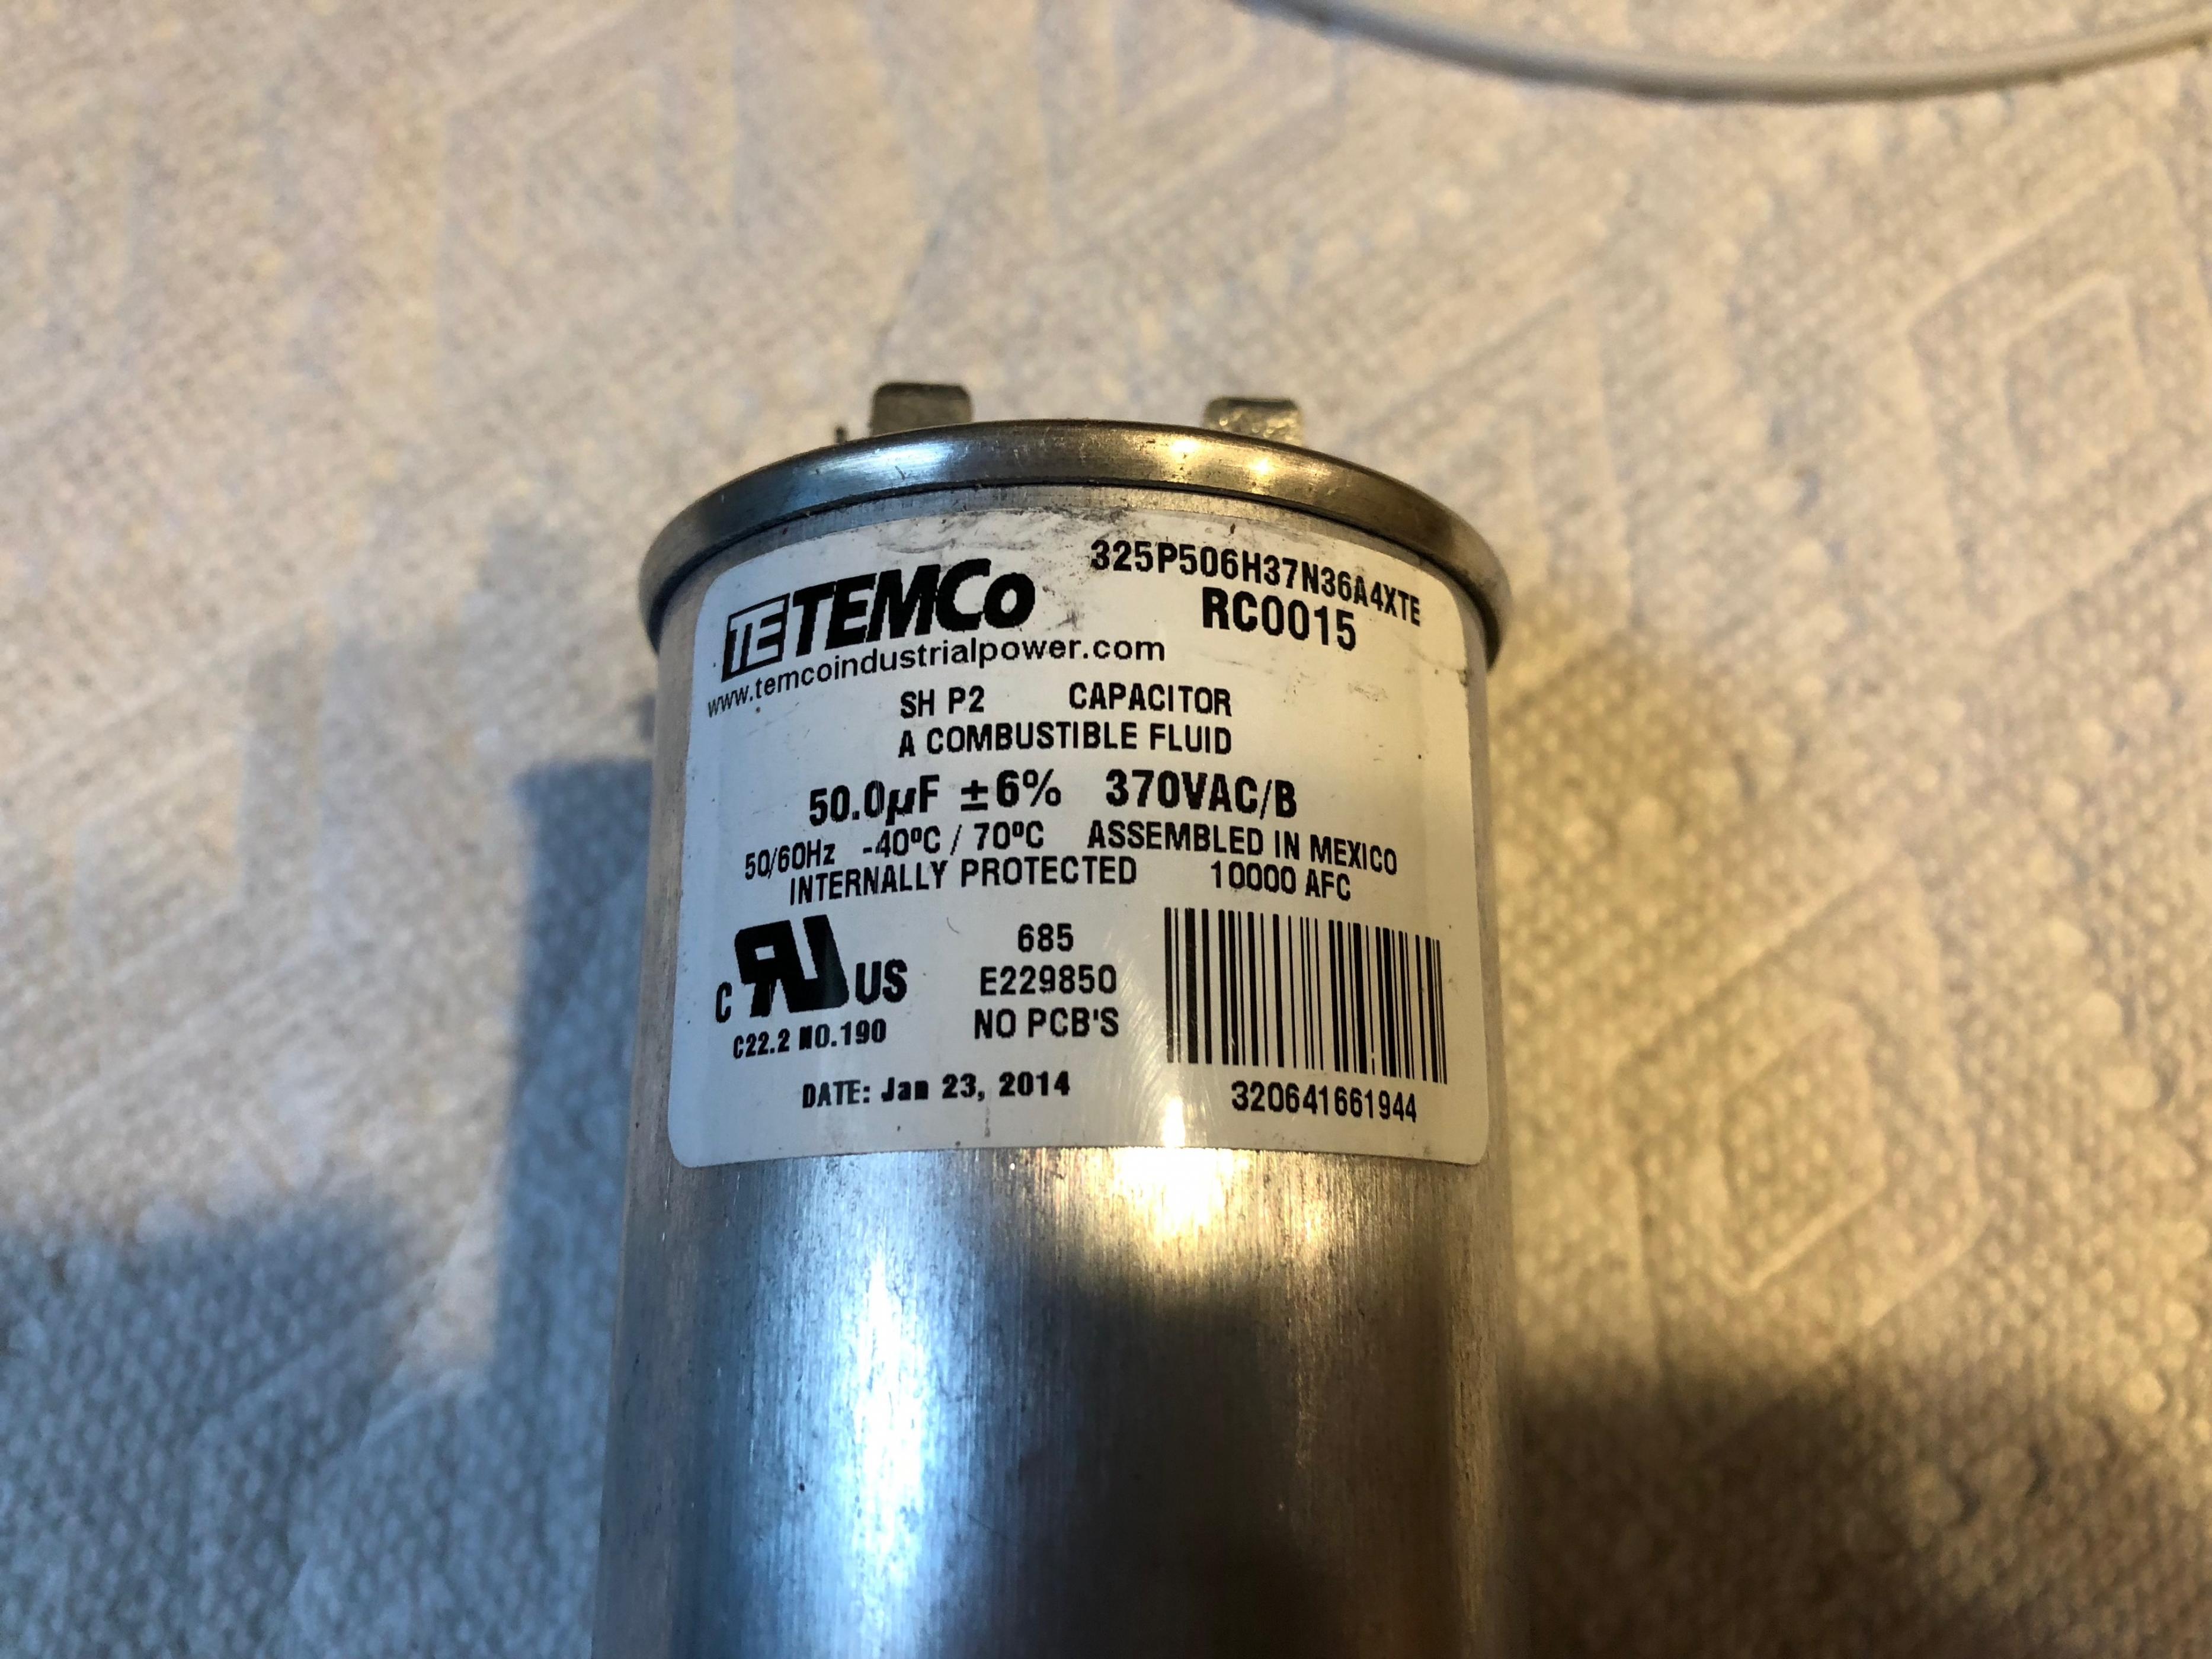 325P506H37N36A4XTE
TE TEMCo
RC0015
www.temcoindustrialpower.com
SH P2 CAPACITOR
A COMBUSTIBLE FLUID
50.0µF ±6% 370VAC/B
50/60Hz -40ºC / 70ºC ASSEMBLED IN MEXICO
INTERNALLY PROTECTED 10000 AFC
C RU US
685
E229850
C22.2 NO.190
NO PCB'S
DATE: Jan 23, 2014
320641661944